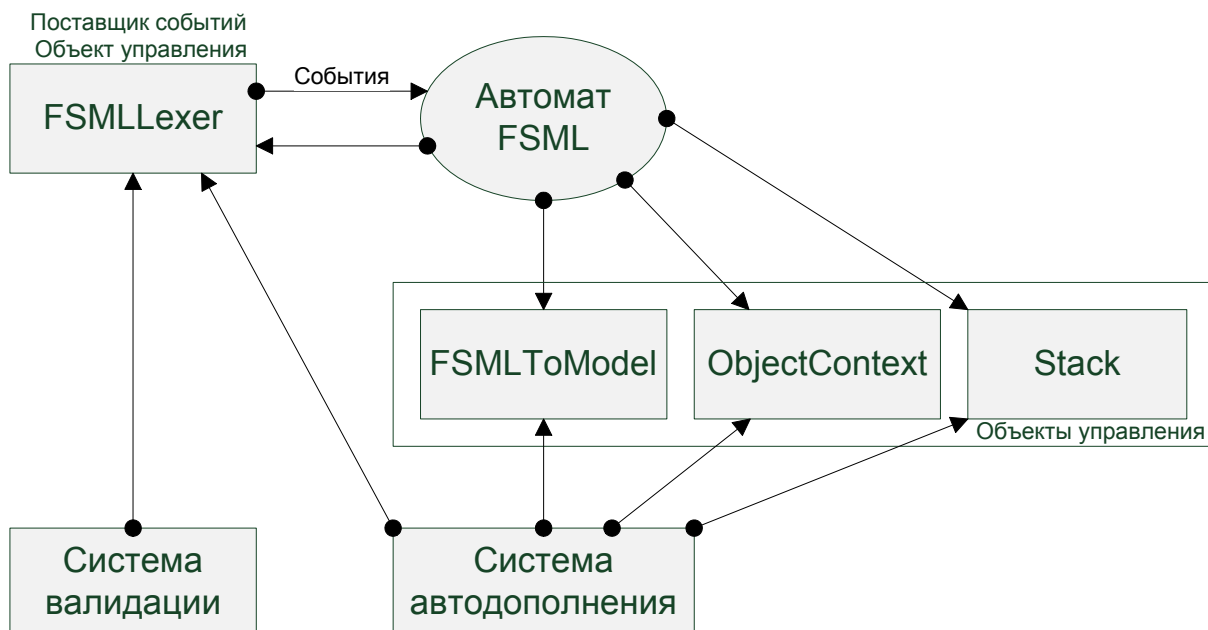 Поставщик событий
Объект управления
FSMLLexer
События
Автомат
FSML
FSMLToModel
ObjectContext
Stack
Объекты управления
Система
валидации
Система
автодополнения